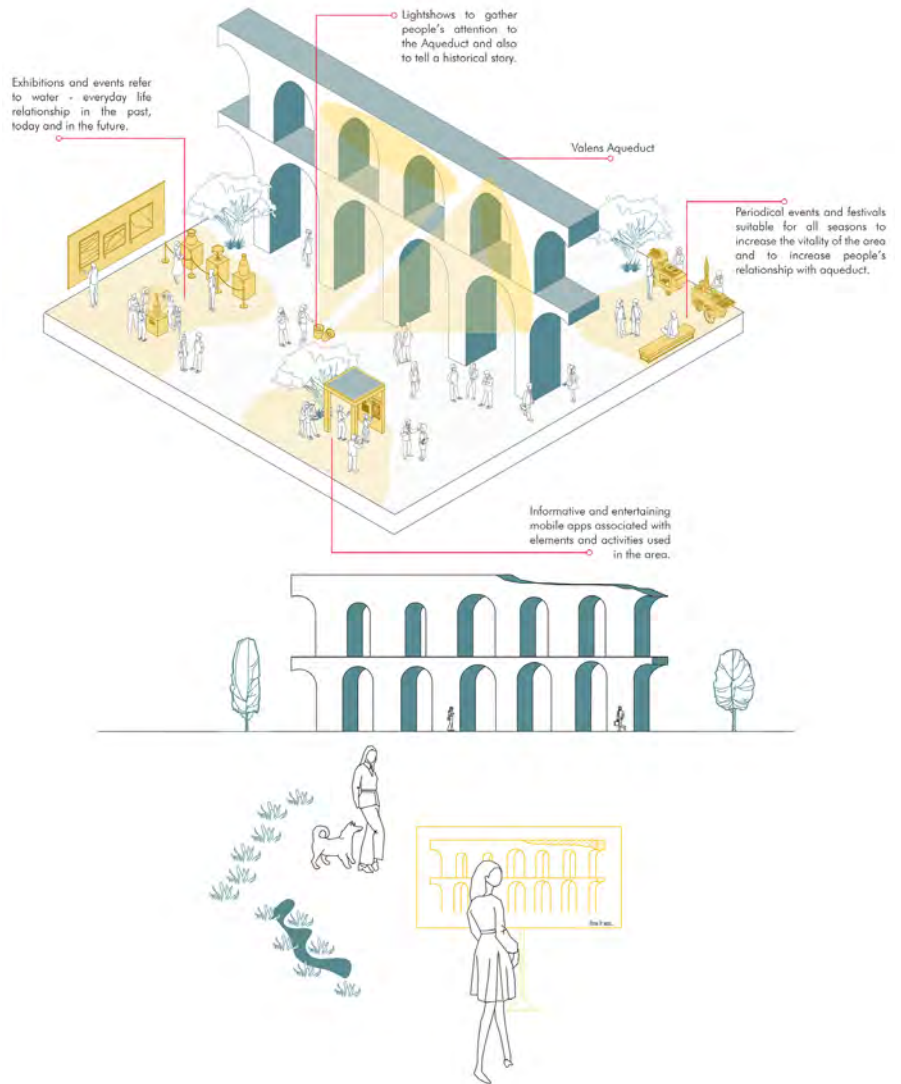 Lightshows to gather
people's attention to
the Aqueduct and also
to tell a historical story.
Exhibitions and events refer
to water - everyday life
relationship in the past,
today and in the future.
Valens Aqueduct
Periodical events and festivals
suitable for all seasons to
increase the vitality of the area
and to increase people's
relationship with aqueduct.
Informative and entertaining
mobile apps associated with
elements and activities used
in the area.